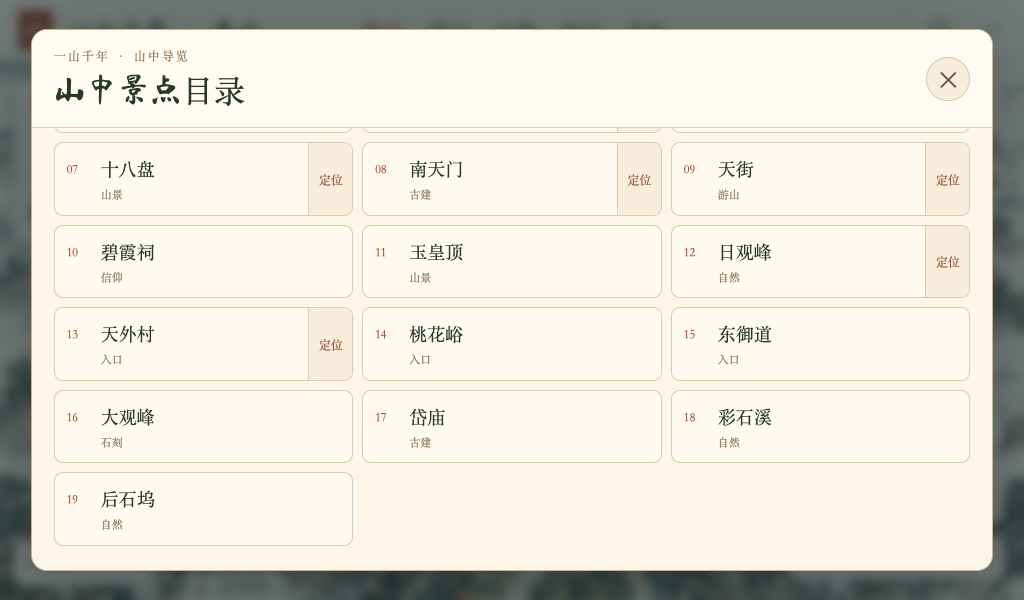 一山千年 · 山中导览
山中景点目录
07 十八盘
山景
定位
08 南天门
古建
定位
09 天街
游山
定位
10 碧霞祠
信仰
11 玉皇顶
山景
12 日观峰
自然
定位
13 天外村
入口
定位
14 桃花峪
入口
15 东御道
入口
16 大观峰
石刻
17 岱庙
古建
18 彩石溪
自然
19 后石坞
自然